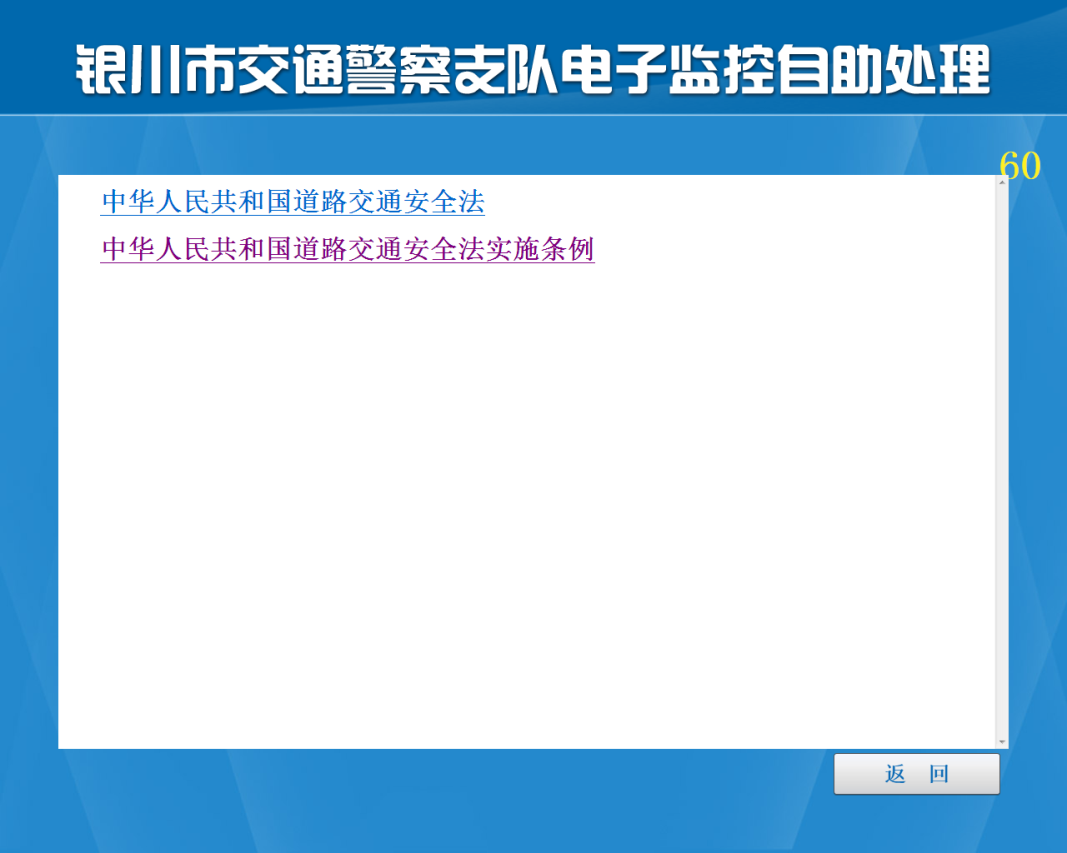 银川市交通警察支队电子监控自助处理
60
中华人民共和国道路交通安全法
中华人民共和国道路交通安全法实施条例
返 回